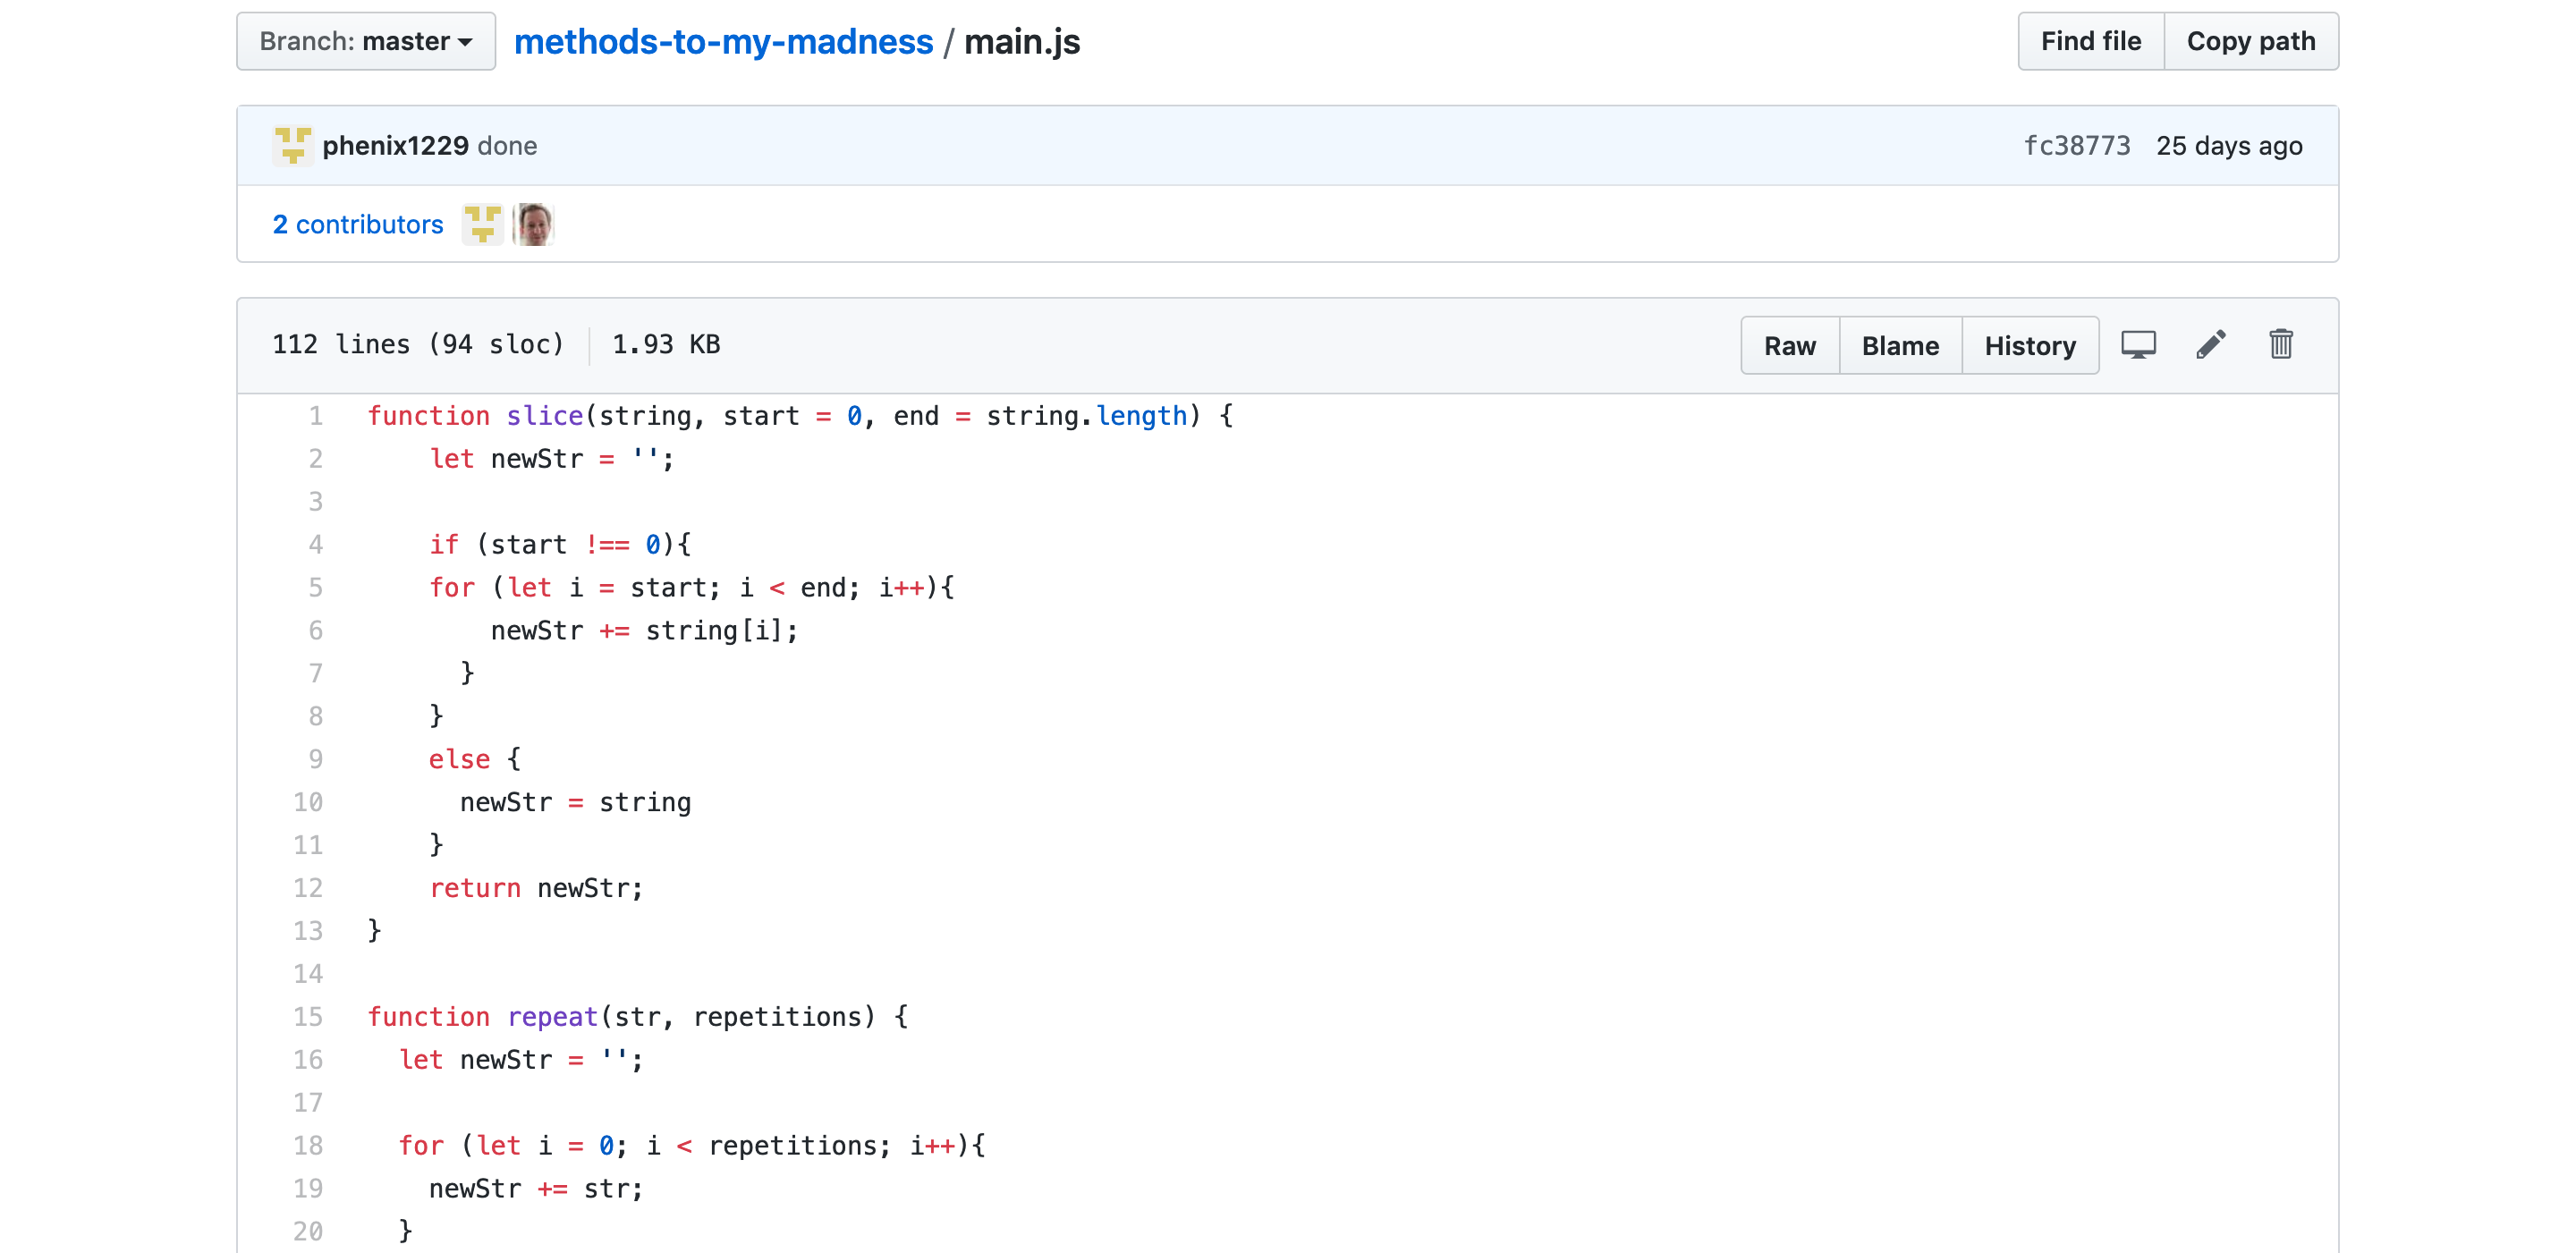 Branch: master methods-to-my-madness / main.js Find file Copy path
phenix1229 done fc38773 25 days ago
2 contributors
112 lines (94 sloc) 1.93 KB Raw Blame History
1 function slice(string, start = 0, end = string.length) {
2     let newStr = '';
3
4     if (start !== 0){
5     for (let i = start; i < end; i++){
6         newStr += string[i];
7       }
8     }
9     else {
10       newStr = string
11     }
12     return newStr;
13 }
14
15 function repeat(str, repetitions) {
16   let newStr = '';
17
18   for (let i = 0; i < repetitions; i++){
19     newStr += str;
20   }